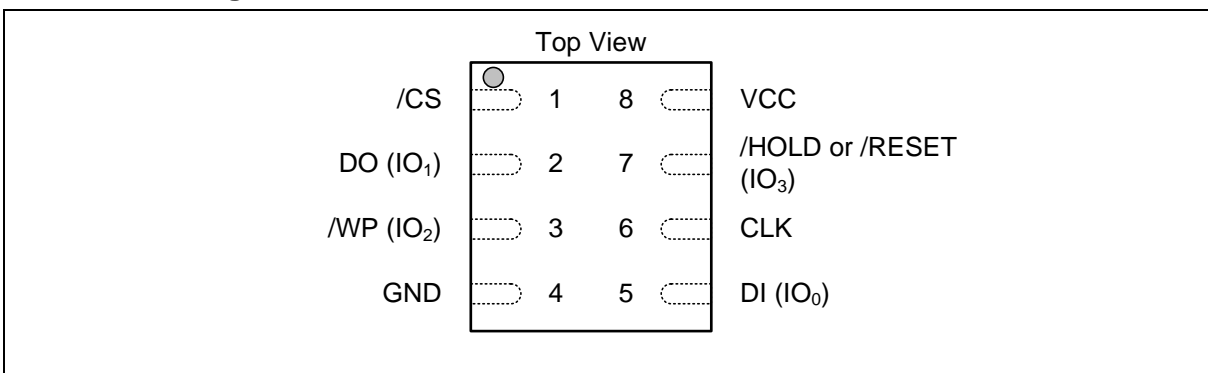 Top View
/CS 1 8 VCC
DO (IO₁) 2 7 /HOLD or /RESET
(IO₃)
/WP (IO₂) 3 6 CLK
GND 4 5 DI (IO₀)